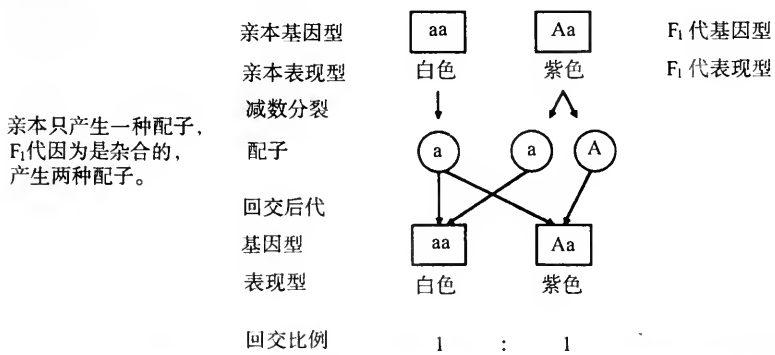 亲本基因型 aa Aa F₁代基因型
亲本表现型 白色 紫色 F₁代表现型
减数分裂
亲本只产生一种配子，
F₁代因为是杂合的，
产生两种配子。
配子 a a A
回交后代
基因型 aa Aa
表现型 白色 紫色
回交比例 1 : 1